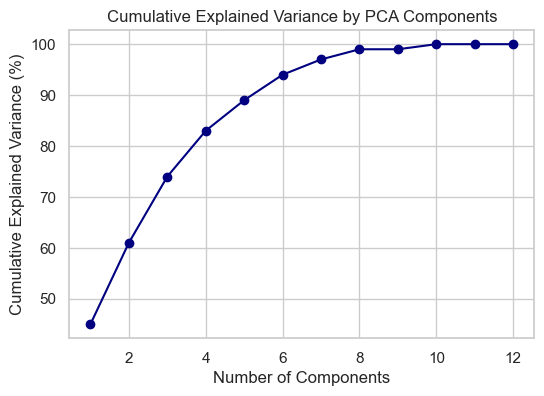 Cumulative Explained Variance by PCA Components
Cumulative Explained Variance (%)
100
90
80
70
60
50
2 4 6 8 10 12
Number of Components